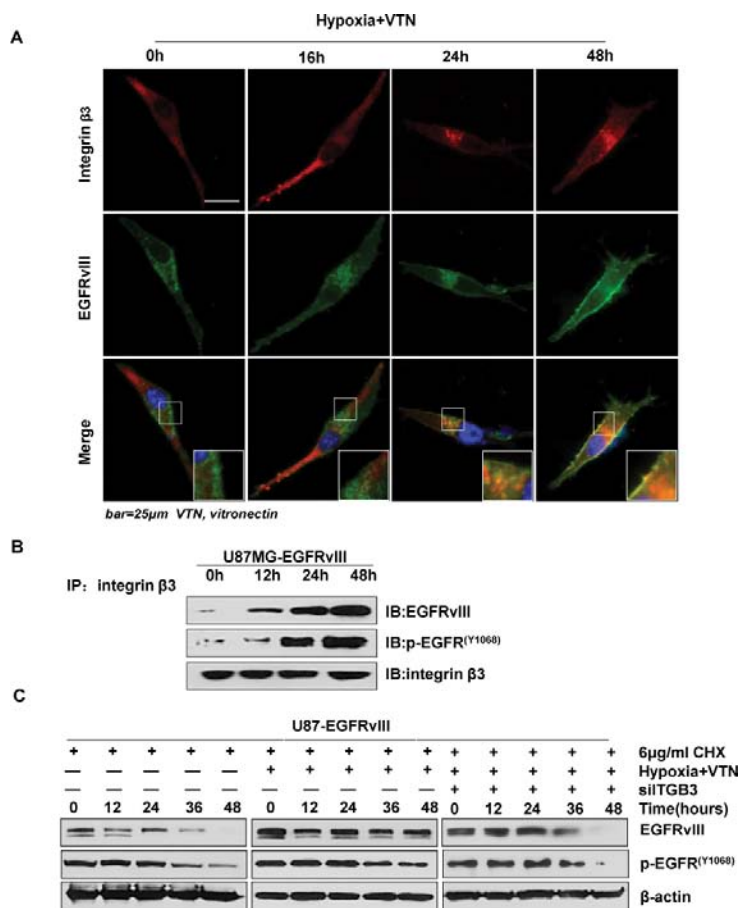 Hypoxia+VTN
A
0h 16h 24h 48h
Integrin β3
EGFRvIII
Merge
bar=25μm VTN, vitronectin
B
U87MG-EGFRvIII
0h 12h 24h 48h
IP: integrin β3
IB:EGFRvIII
IB:p-EGFR(Y1068)
IB:integrin β3
C
U87-EGFRvIII
+ + + + + + + + + + + + + + + 6μg/ml CHX
— — — — — + + + + + + + + + + Hypoxia+VTN
— — — — — — — — — — + + + + + siITGB3
0 12 24 36 48 0 12 24 36 48 0 12 24 36 48 Time(hours)
EGFRvIII
p-EGFR(Y1068)
β-actin